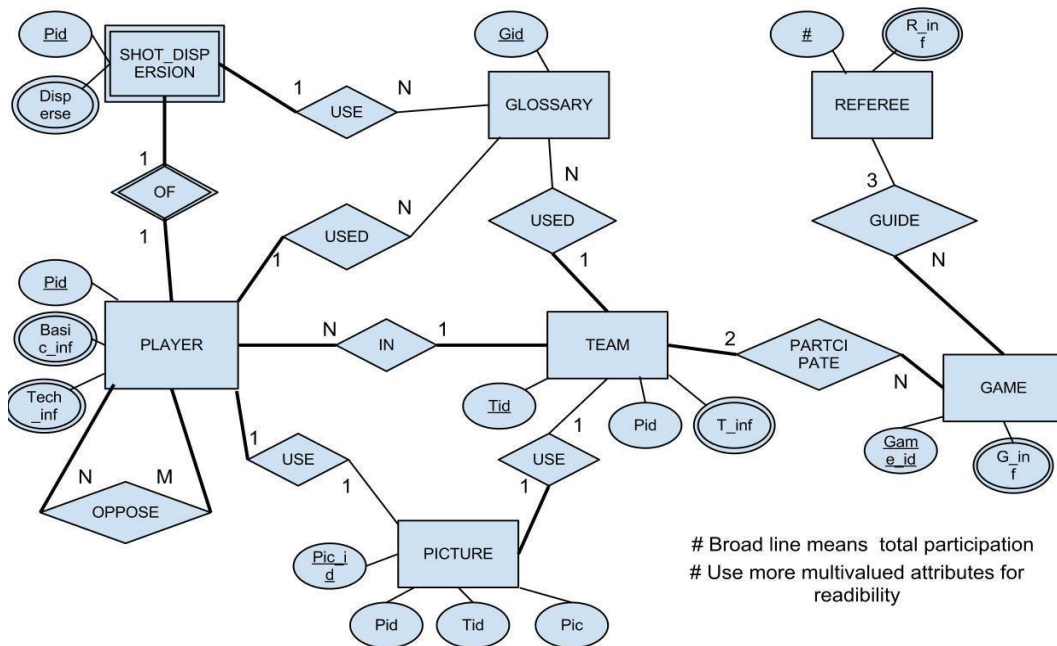 Pid
SHOT_DISP
ERSION
Disp
erse
1
USE
N
Gid
GLOSSARY
#
R_in
f
REFEREE
1
OF
1
N
USED
1
N
USED
1
3
GUIDE
N
Pid
Basi
c_inf
Tech
_inf
PLAYER
N
IN
1
TEAM
2
PARTCI
PATE
N
GAME
Tid
Pid
T_inf
Gam
e_id
G_in
f
N
M
OPPOSE
1
USE
1
1
USE
1
PICTURE
Pic_i
d
Pid
Tid
Pic
# Broad line means total participation
# Use more multivalued attributes for
readibility